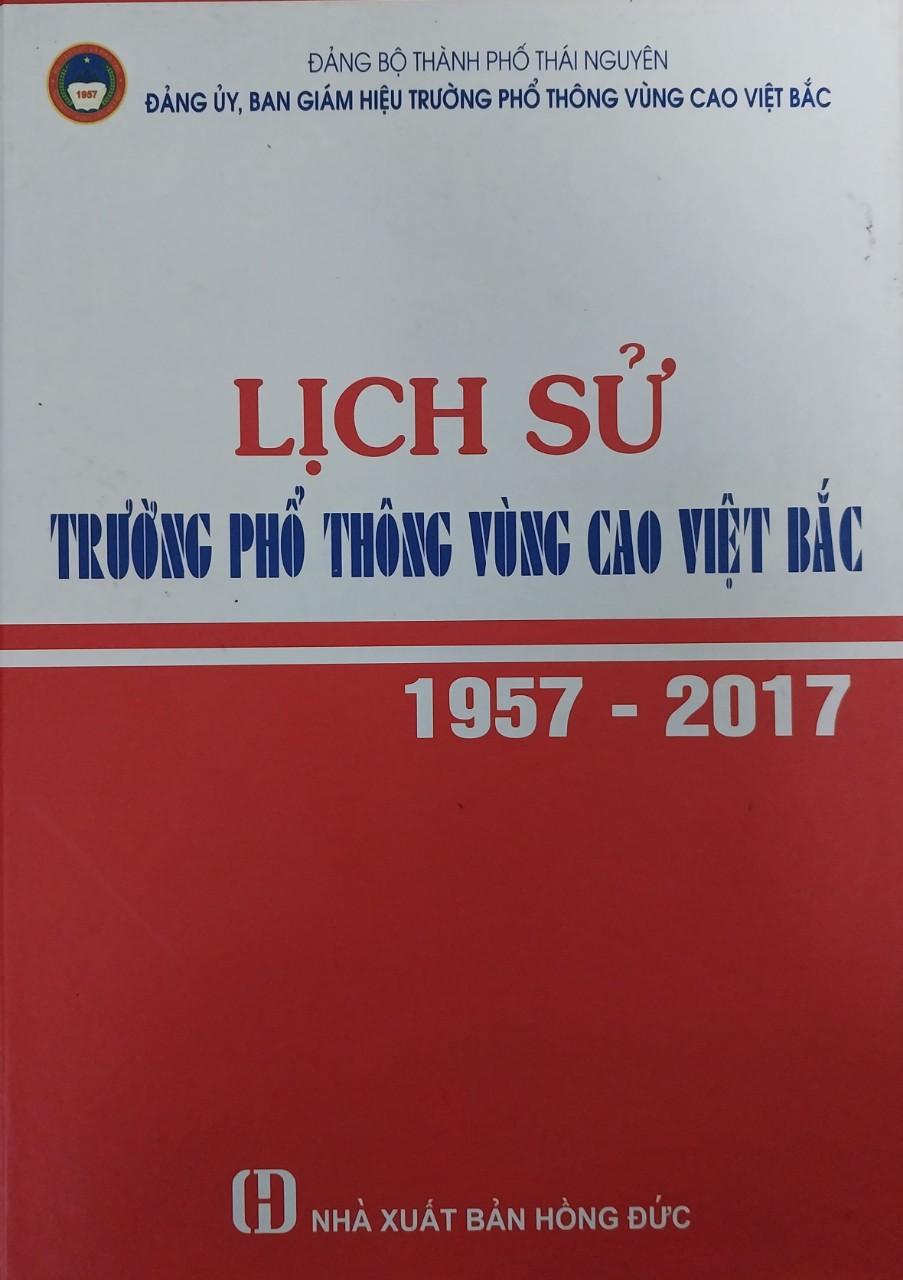 ĐẢNG BỘ THÀNH PHỐ THÁI NGUYÊN
ĐẢNG ỦY, BAN GIÁM HIỆU TRƯỜNG PHỔ THÔNG VÙNG CAO VIỆT BẮC
1957
LỊCH SỬ
TRƯỜNG PHỔ THÔNG VÙNG CAO VIỆT BẮC
1957 - 2017
NHÀ XUẤT BẢN HỒNG ĐỨC